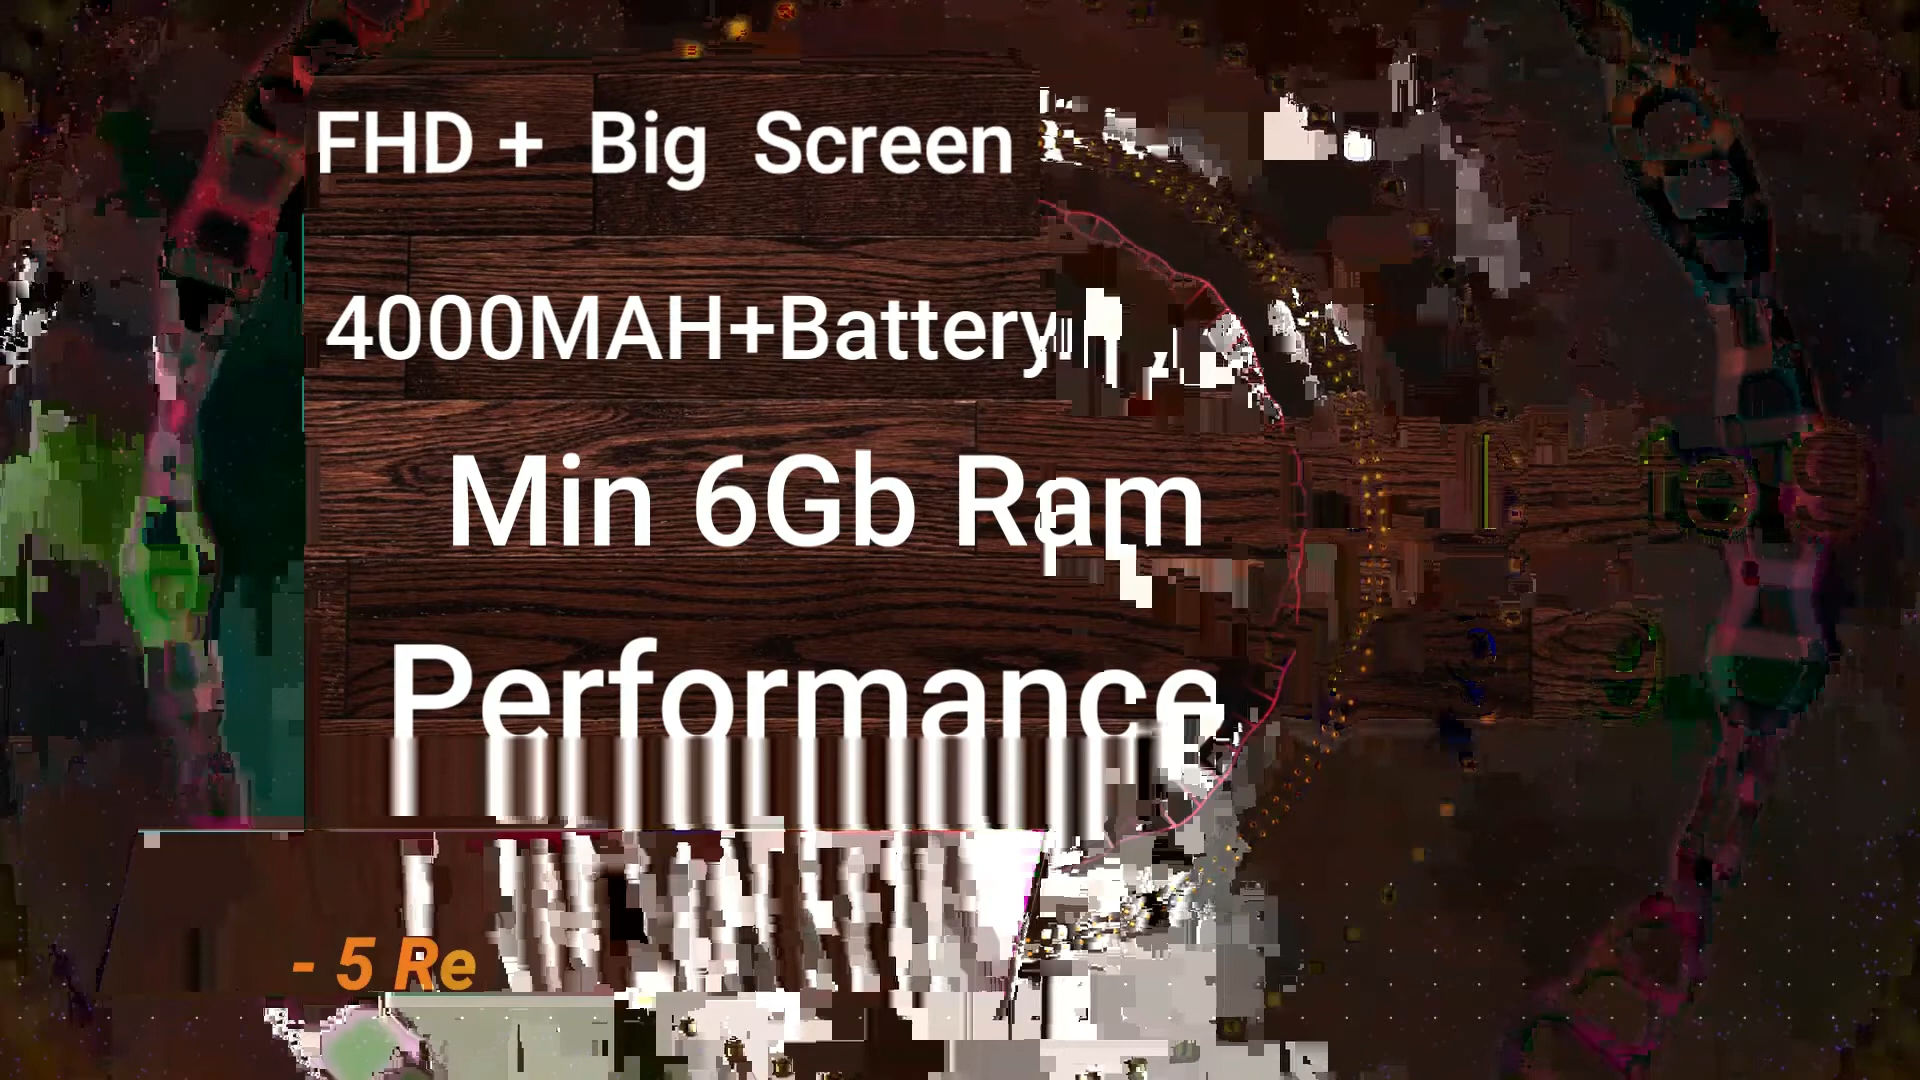 FHD + Big Screen
4000MAH+Battery
Min 6Gb Ram
Performance
- 5 Re